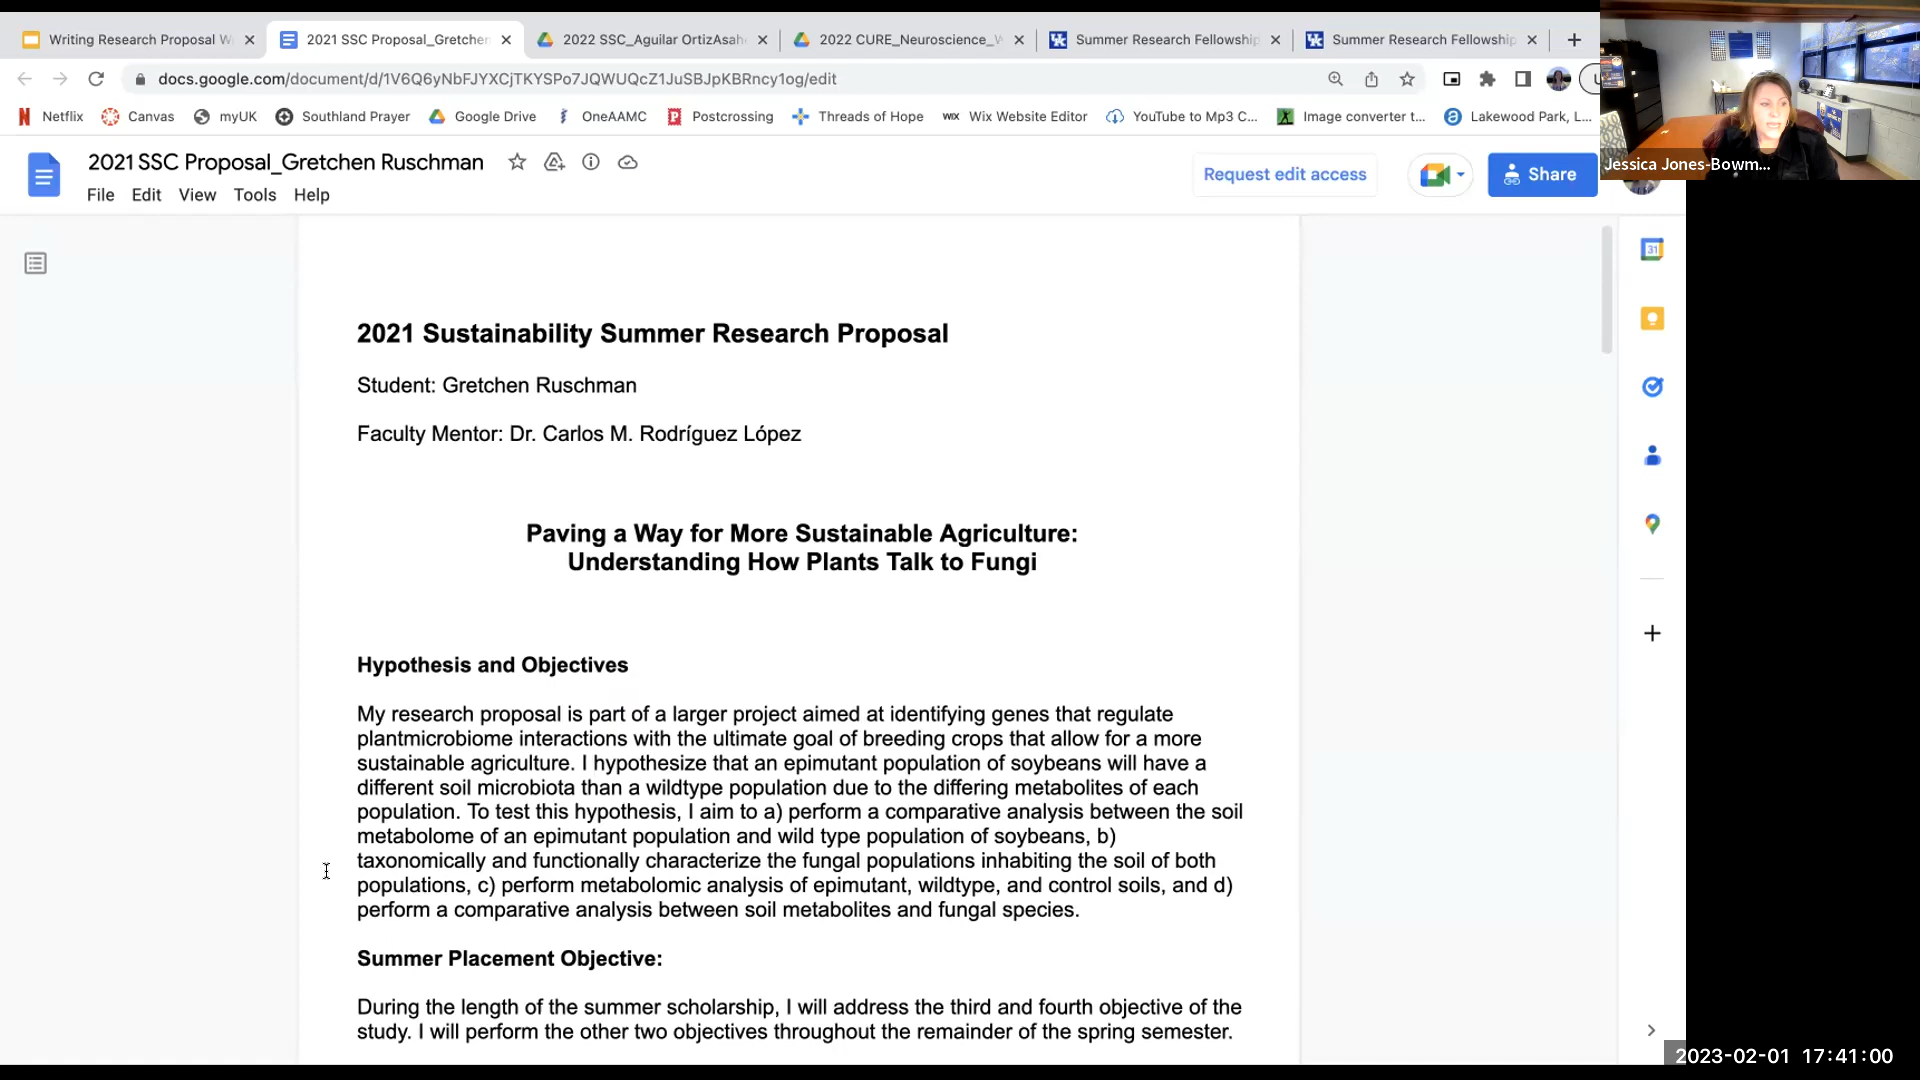 Writing Research Proposal W
2021 SSC Proposal_Gretchen
2022 SSC_Aguilar OrtizAsah
2022 CURE_Neuroscience_V
Summer Research Fellowship
Summer Research Fellowship
docs.google.com/document/d/1V6Q6yNbFJYXCjTKYSPo7JQWUQcZ1JuSBJpKBRncy1og/edit
Netflix Canvas myUK Southland Prayer Google Drive OneAAMC Postcrossing Threads of Hope Wix Website Editor YouTube to Mp3 C... Image converter t... Lakewood Park, L...
Jessica Jones-Bowm...
2021 SSC Proposal_Gretchen Ruschman
Request edit access
Share
File Edit View Tools Help
31
2021 Sustainability Summer Research Proposal
Student: Gretchen Ruschman
Faculty Mentor: Dr. Carlos M. Rodríguez López
Paving a Way for More Sustainable Agriculture:
Understanding How Plants Talk to Fungi
Hypothesis and Objectives
My research proposal is part of a larger project aimed at identifying genes that regulate
plantmicrobiome interactions with the ultimate goal of breeding crops that allow for a more
sustainable agriculture. I hypothesize that an epimutant population of soybeans will have a
different soil microbiota than a wildtype population due to the differing metabolites of each
population. To test this hypothesis, I aim to a) perform a comparative analysis between the soil
metabolome of an epimutant population and wild type population of soybeans, b)
taxonomically and functionally characterize the fungal populations inhabiting the soil of both
populations, c) perform metabolomic analysis of epimutant, wildtype, and control soils, and d)
perform a comparative analysis between soil metabolites and fungal species.
Summer Placement Objective:
During the length of the summer scholarship, I will address the third and fourth objective of the
study. I will perform the other two objectives throughout the remainder of the spring semester.
2023-02-01 17:41:00